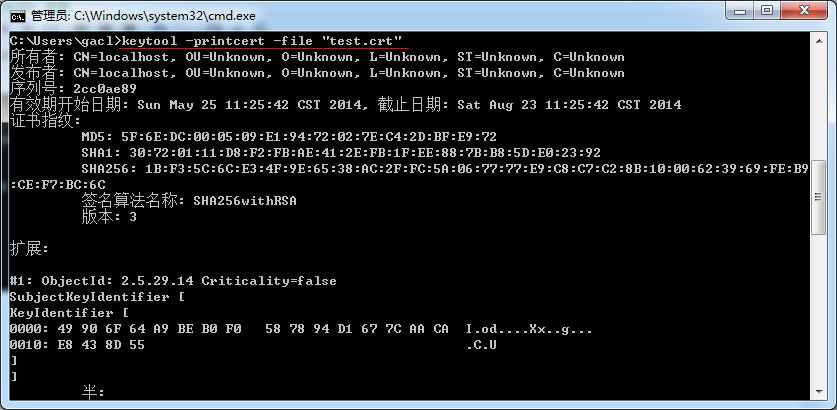 管理员: C:\Windows\system32\cmd.exe
C:\Users\gacl>keytool -printcert -file "test.crt"
所有者: CN=localhost, OU=Unknown, O=Unknown, L=Unknown, ST=Unknown, C=Unknown
发布者: CN=localhost, OU=Unknown, O=Unknown, L=Unknown, ST=Unknown, C=Unknown
序列号: 2cc0ae89
有效期开始日期: Sun May 25 11:25:42 CST 2014, 截止日期: Sat Aug 23 11:25:42 CST 2014
证书指纹:
MD5: 5F:6E:DC:00:05:09:E1:94:72:02:7E:C4:2D:BF:E9:72
SHA1: 30:72:01:11:D8:F2:FB:AE:41:2E:FB:1F:EE:88:7B:B8:5D:E0:23:92
SHA256: 1B:F3:5C:6C:E3:4F:9E:65:38:AC:2F:FC:5A:06:77:77:E9:C8:C7:C2:8B:10:00:62:39:69:FE:B9
:CE:F7:BC:6C
签名算法名称: SHA256withRSA
版本: 3
扩展:
#1: ObjectId: 2.5.29.14 Criticality=false
SubjectKeyIdentifier [
KeyIdentifier [
0000: 49 90 6F 64 A9 BE B0 F0   58 78 94 D1 67 7C AA CA  I.od....Xx..g...
0010: E8 43 8D 55                                        .C.U
]
]
半: